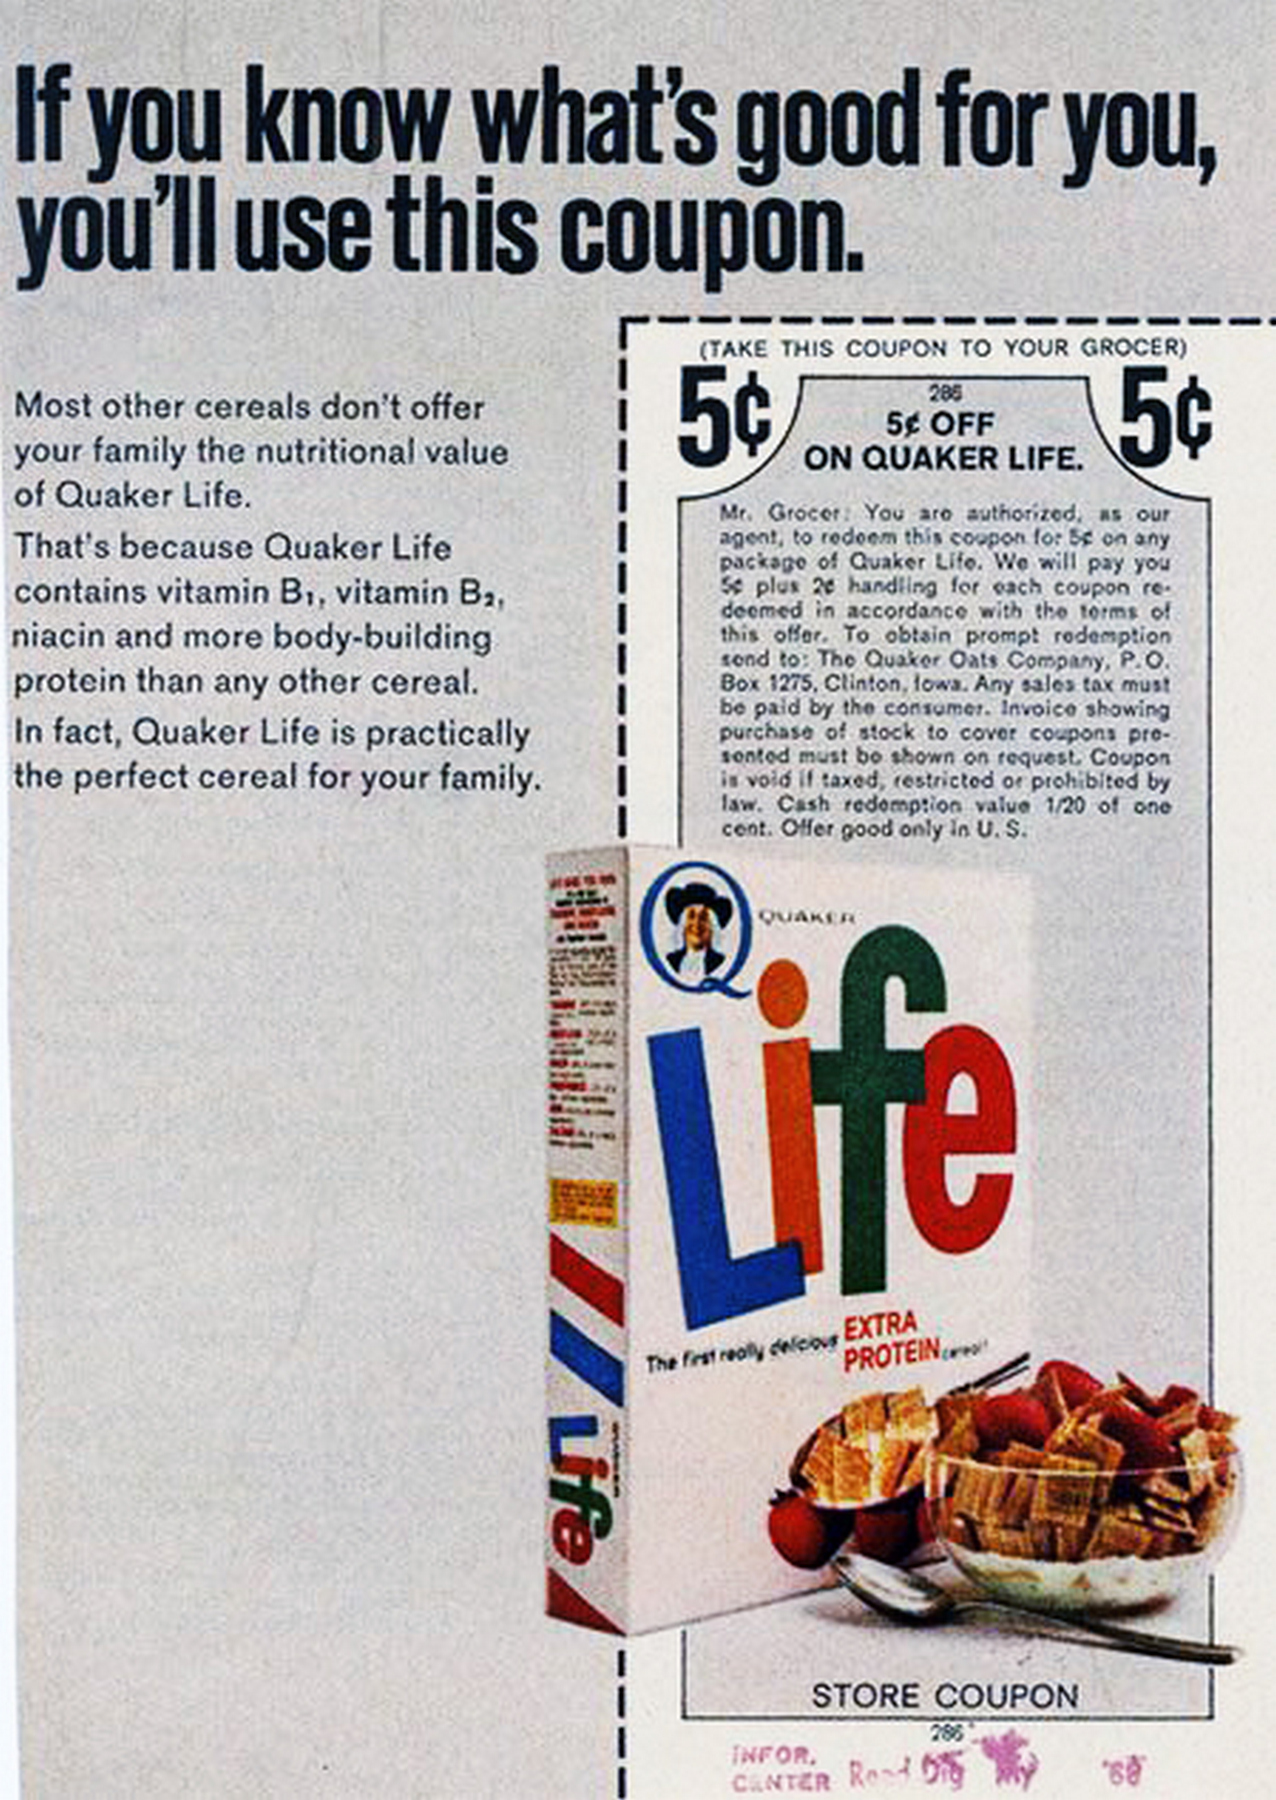 If you know what's good for you,
you'll use this coupon.
Most other cereals don't offer
your family the nutritional value
of Quaker Life.
That's because Quaker Life
contains vitamin B₁, vitamin B₂,
niacin and more body-building
protein than any other cereal.
In fact, Quaker Life is practically
the perfect cereal for your family.
(TAKE THIS COUPON TO YOUR GROCER)
5¢ 5¢
286
5¢ OFF
ON QUAKER LIFE.
Mr. Grocer: You are authorized, as our
agent, to redeem this coupon for 5¢ on any
package of Quaker Life. We will pay you
5¢ plus 2¢ handling for each coupon re-
deemed in accordance with the terms of
this offer. To obtain prompt redemption
send to: The Quaker Oats Company, P.O.
Box 1275, Clinton, Iowa. Any sales tax must
be paid by the consumer. Invoice showing
purchase of stock to cover coupons pre-
sented must be shown on request. Coupon
is void if taxed, restricted or prohibited by
law. Cash redemption value 1/20 of one
cent. Offer good only in U. S.
Q QUAKER
Life
The first really delicious EXTRA
PROTEIN cereal!
Life
STORE COUPON
286
INFOR.
CENTER Read Dig